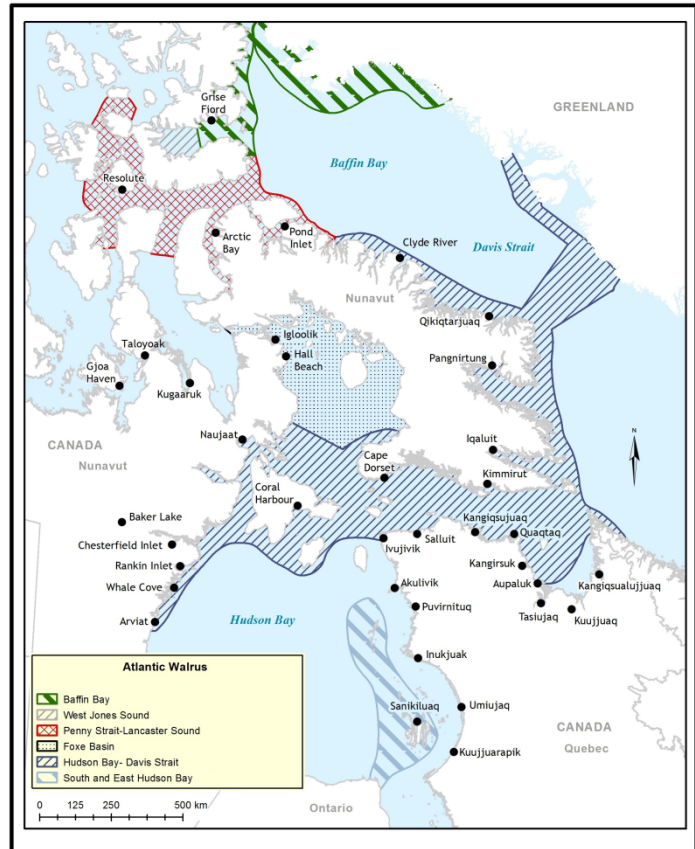 Grise
Fiord
GREENLAND
Baffin Bay
Resolute
Arctic
Bay
Pond
Inlet
Clyde River
Davis Strait
Nunavut
Qikiqtarjuaq
Igloolik
Hall
Beach
Taloyoak
Pangnirtung
Gjoa
Haven
Kugaaruk
Naujaat
CANADA
Nunavut
Cape
Dorset
Iqaluit
N
Kimmirut
Coral
Harbour
Baker Lake
Kangiqsujuaq
Salluit
Quaqtaq
Chesterfield Inlet
Ivujivik
Rankin Inlet
Kangirsuk
Whale Cove
Akulivik
Aupaluk
Kangiqsualujjuaq
Puvirnituq
Tasiujaq
Kuujjuaq
Arviat
Hudson Bay
Inukjuak
Sanikiluaq
Umiujaq
CANADA
Quebec
Kuujjuarapik
Ontario
Atlantic Walrus
Baffin Bay
West Jones Sound
Penny Strait-Lancaster Sound
Foxe Basin
Hudson Bay- Davis Strait
South and East Hudson Bay
0 125 250 500 km